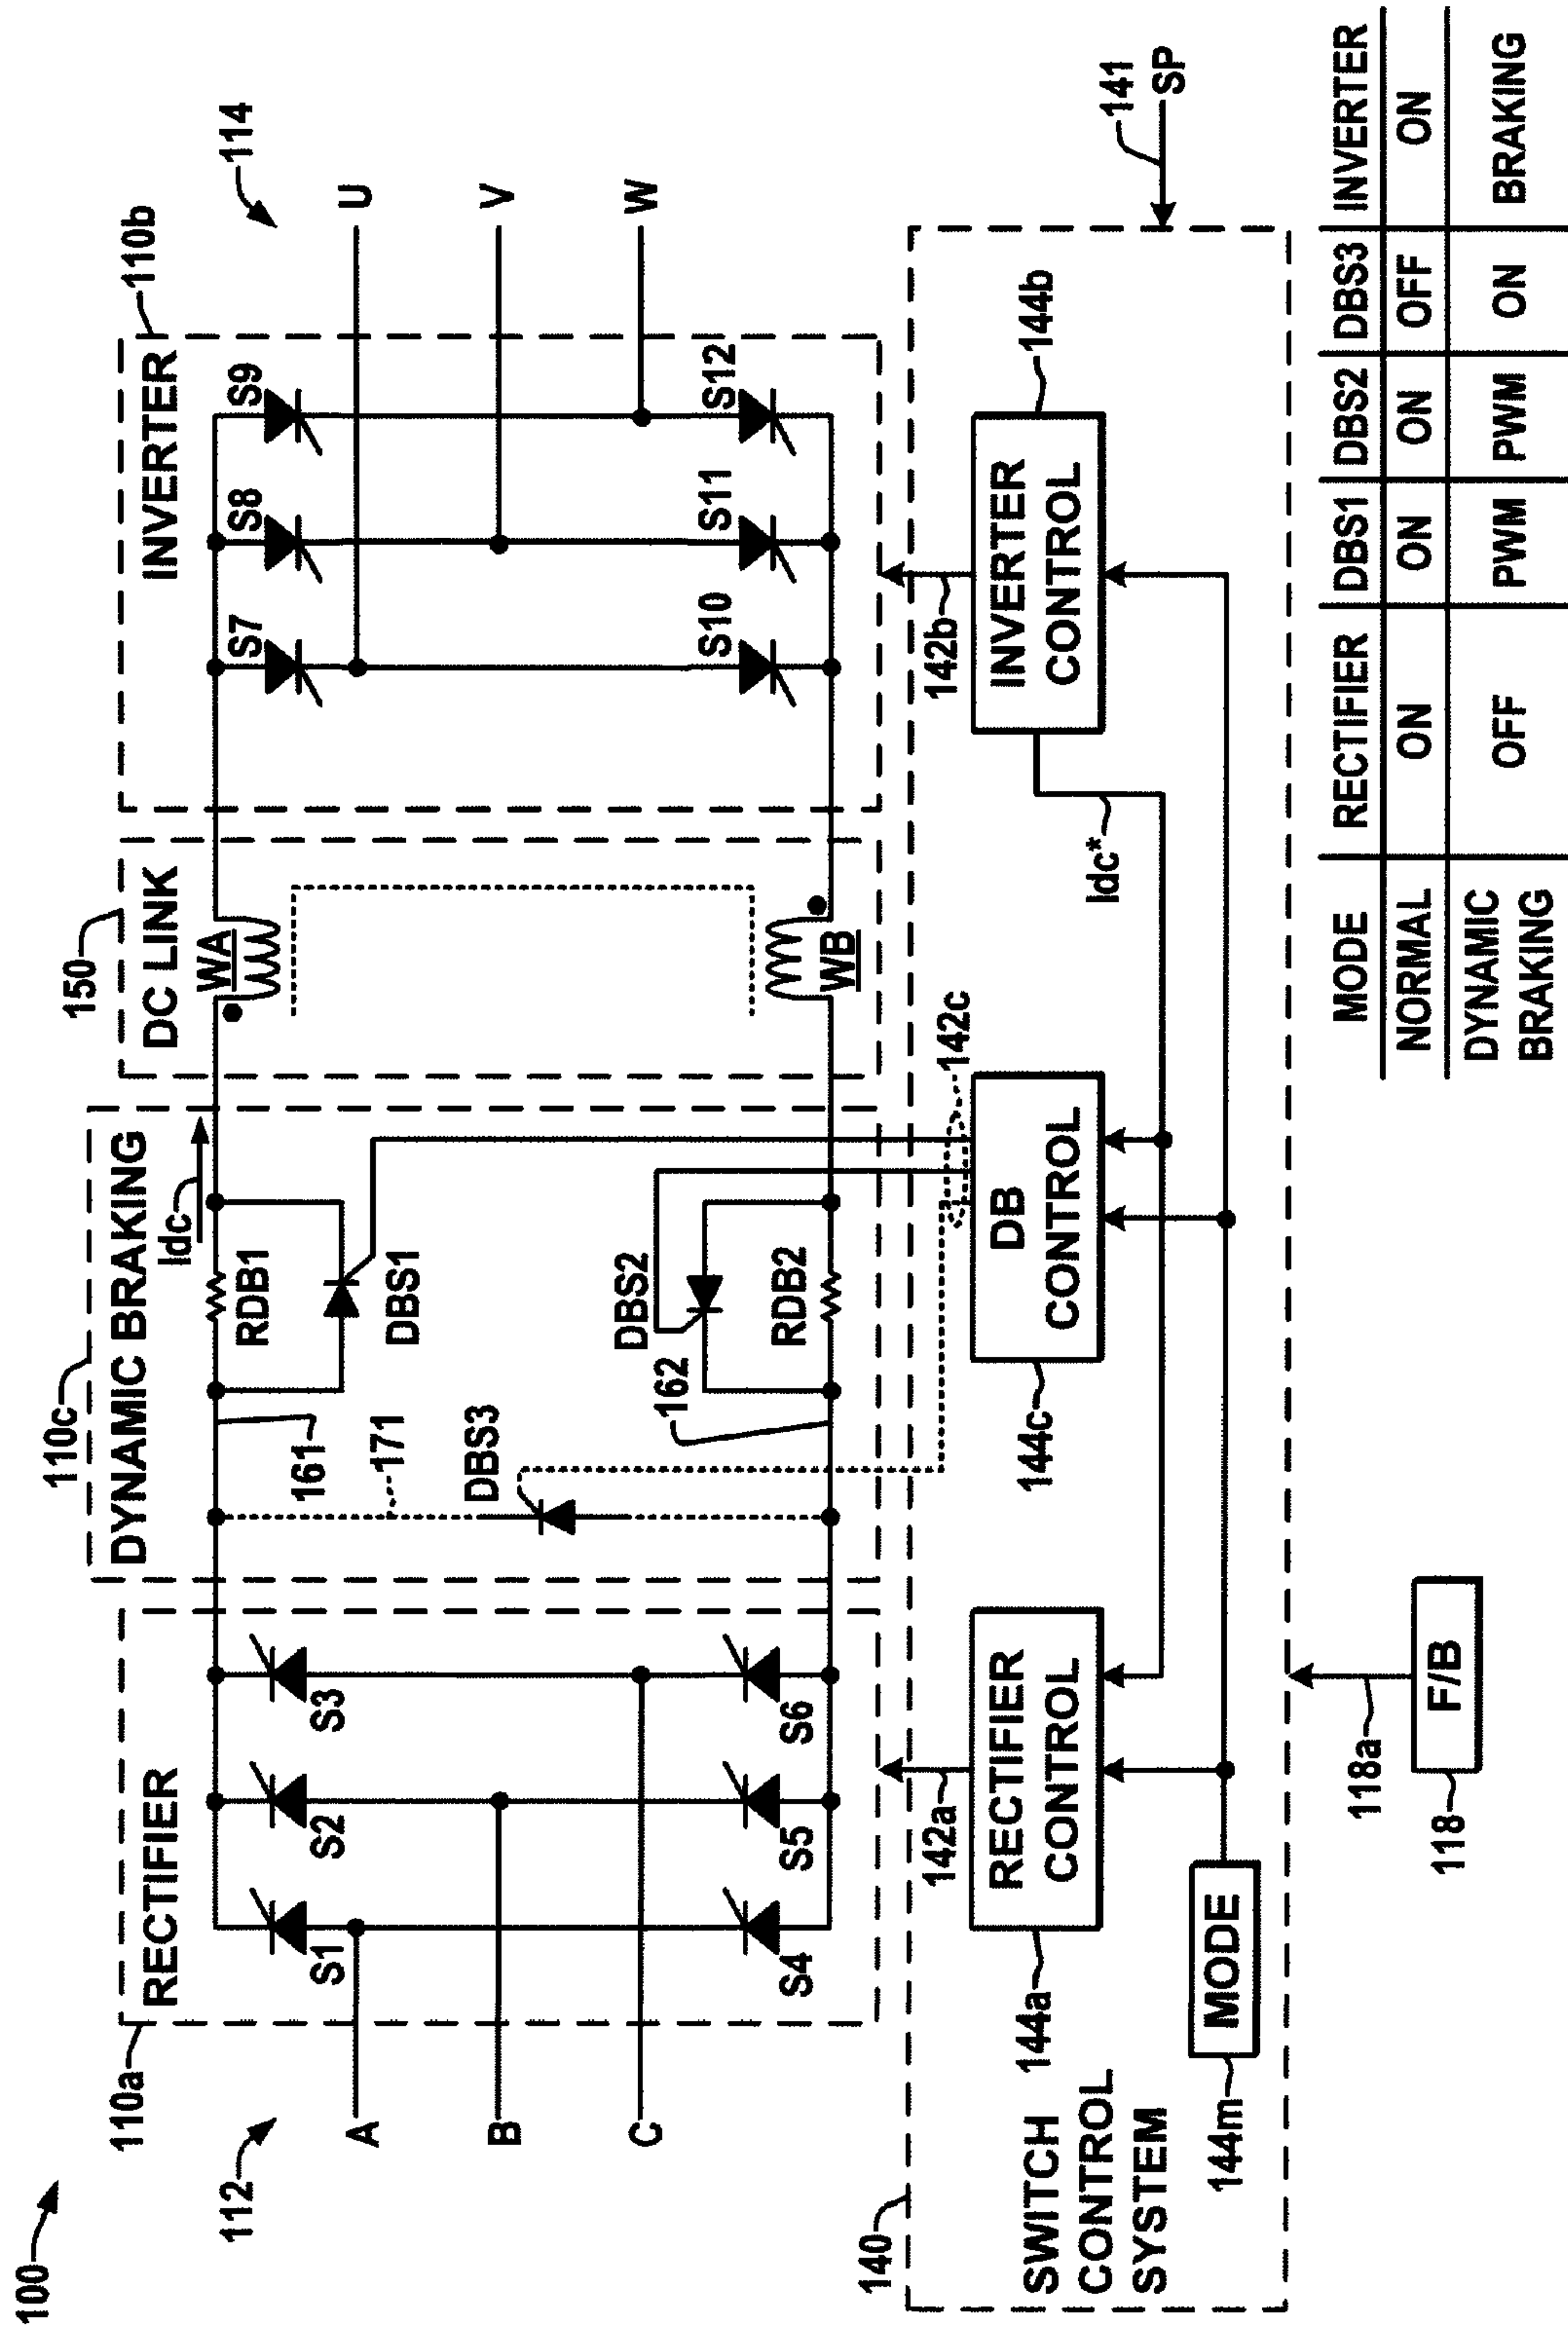 100
112
110a
RECTIFIER
S1
S2
S3
S4
S5
S6
A
B
C
110c
DYNAMIC BRAKING
Idc
RDB1
DBS1
161
171
DBS3
DBS2
162
RDB2
150
DC LINK
WA
WB
110b
INVERTER
S7
S8
S9
S10
S11
S12
114
U
V
W
140
SWITCH
CONTROL
SYSTEM
142a
RECTIFIER
CONTROL
144a
144m
MODE
142c
DB
CONTROL
144c
142b
INVERTER
CONTROL
144b
Idc*
141
SP
118a
118
F/B
MODE RECTIFIER DBS1 DBS2 DBS3 INVERTER
NORMAL ON ON ON OFF ON
DYNAMIC
BRAKING OFF PWM PWM ON BRAKING